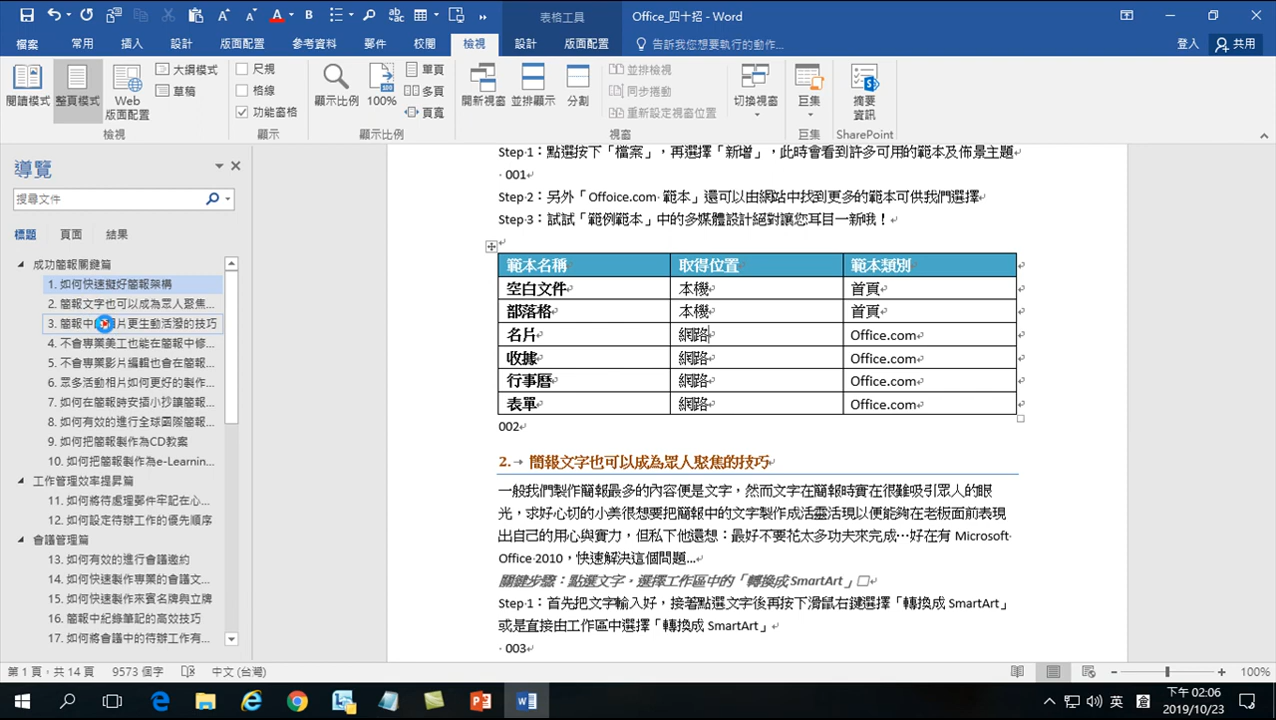 表格工具
Office_四十招 - Word
檔案
常用
插入
設計
版面配置
參考資料
郵件
校閱
檢視
設計
版面配置
告訴我您想要執行的動作...
登入
共用
閱讀模式
整頁模式
Web
版面配置
大綱模式
草稿
檢視
尺規
格線
功能窗格
顯示
顯示比例
100%
單頁
多頁
頁寬
顯示比例
開新視窗
並排顯示
分割
並排檢視
同步捲動
重新設定視窗位置
視窗
切換視窗
巨集
巨集
摘要
資訊
SharePoint
導覽
搜尋文件
標題
頁面
結果
成功簡報關鍵篇
1. 如何快速擬好簡報架構
2. 簡報文字也可以成為眾人聚焦...
3. 簡報中 片更生動活潑的技巧
4. 不會專業美工也能在簡報中修...
5. 不會專業影片編輯也會在簡報...
6. 眾多活動相片如何更好的製作...
7. 如何在簡報時安插小抄讓簡報...
8. 如何有效的進行全球國際簡報...
9. 如何把簡報製作為CD教案
10. 如何把簡報製作為e-Learnin...
工作管理效率提昇篇
11. 如何將待處理郵件牢記在心...
12. 如何設定待辦工作的優先順序
會議管理篇
13. 如何有效的進行會議邀約
14. 如何快速製作專業的會議文...
15. 如何快速製作來賓名牌與立牌
16. 簡報中紀錄筆記的高效技巧
17. 如何將會議中的待辦工作有...
Step 1：點選按下「檔案」，再選擇「新增」，此時會看到許多可用的範本及佈景主題
001
Step 2：另外「Offoice.com 範本」還可以由網站中找到更多的範本可供我們選擇
Step 3：試試「範例範本」中的多媒體設計絕對讓您耳目一新哦！
範本名稱 取得位置 範本類別
空白文件 本機 首頁
部落格 本機 首頁
名片 網路 Office.com
收據 網路 Office.com
行事曆 網路 Office.com
表單 網路 Office.com
002
2. 簡報文字也可以成為眾人聚焦的技巧
一般我們製作簡報最多的內容便是文字，然而文字在簡報時實在很難吸引眾人的眼
光，求好心切的小美很想要把簡報中的文字製作成活靈活現以便能夠在老板面前表現
出自己的用心與實力，但私下他還想：最好不要花太多功夫來完成…好在有 Microsoft
Office 2010，快速解決這個問題...
關鍵步驟：點選文字，選擇工作區中的「轉換成 SmartArt」
Step 1：首先把文字輸入好，接著點選文字後再按下滑鼠右鍵選擇「轉換成 SmartArt」
或是直接由工作區中選擇「轉換成 SmartArt」
003
第 1 頁，共 14 頁
9573 個字
中文 (台灣)
100%
英
下午 02:06
2019/10/23